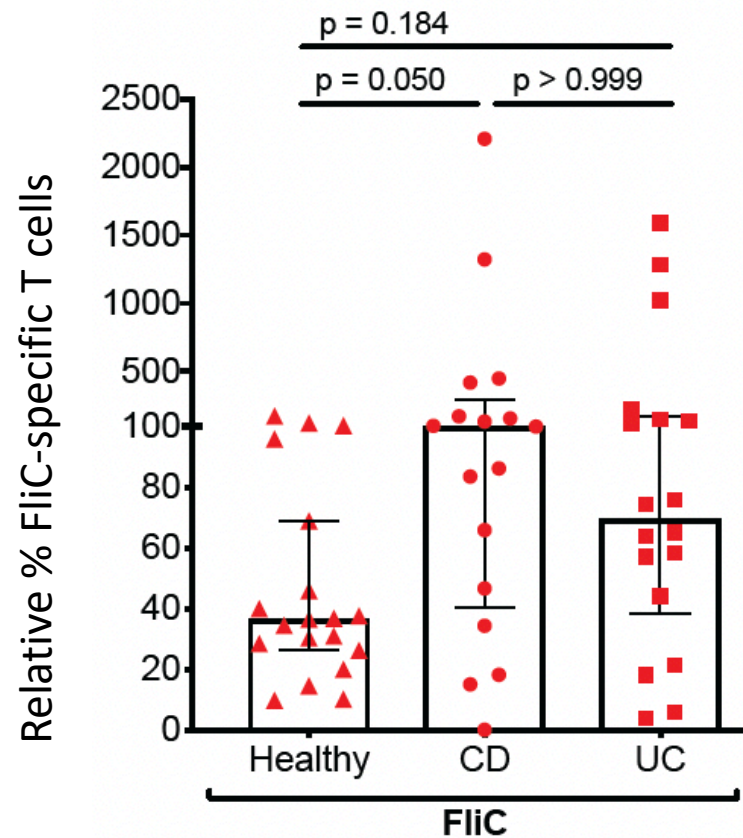 p = 0.184
p = 0.050
p > 0.999
Relative % FliC-specific T cells
2500
2000
1500
1000
500
100
80
60
40
20
0
Healthy
CD
UC
FliC